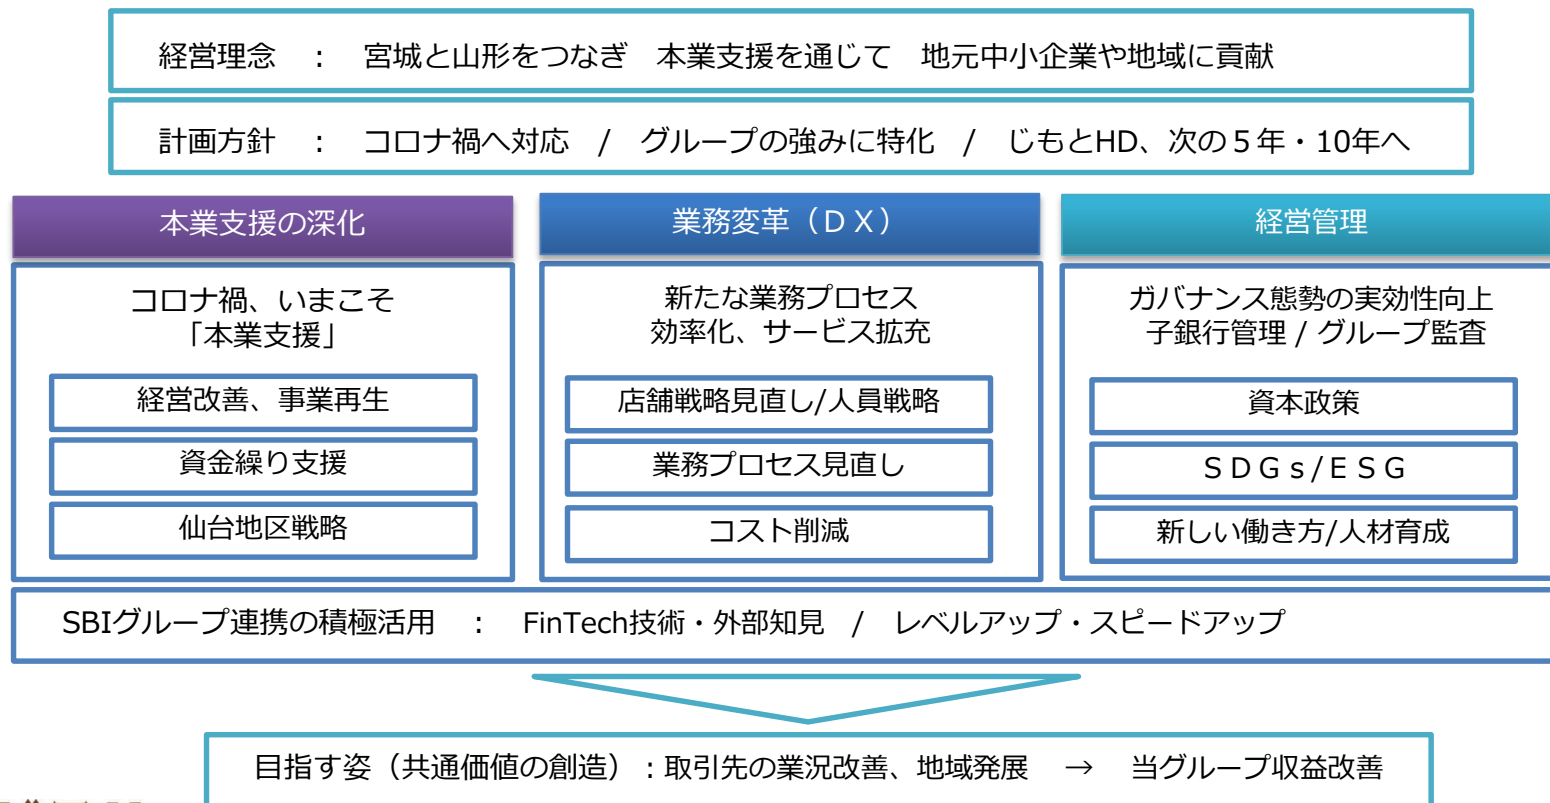 経営理念 : 宮城と山形をつなぎ 本業支援を通じて 地元中小企業や地域に貢献
計画方針 : コロナ禍へ対応 / グループの強みに特化 / じもとHD、次の５年・10年へ
本業支援の深化
コロナ禍、いまこそ
「本業支援」
経営改善、事業再生
資金繰り支援
仙台地区戦略
業務変革（ＤＸ）
新たな業務プロセス
効率化、サービス拡充
店舗戦略見直し/人員戦略
業務プロセス見直し
コスト削減
経営管理
ガバナンス態勢の実効性向上
子銀行管理 / グループ監査
資本政策
ＳＤＧｓ/ＥＳＧ
新しい働き方/人材育成
SBIグループ連携の積極活用 : FinTech技術・外部知見 / レベルアップ・スピードアップ
目指す姿（共通価値の創造）：取引先の業況改善、地域発展 → 当グループ収益改善